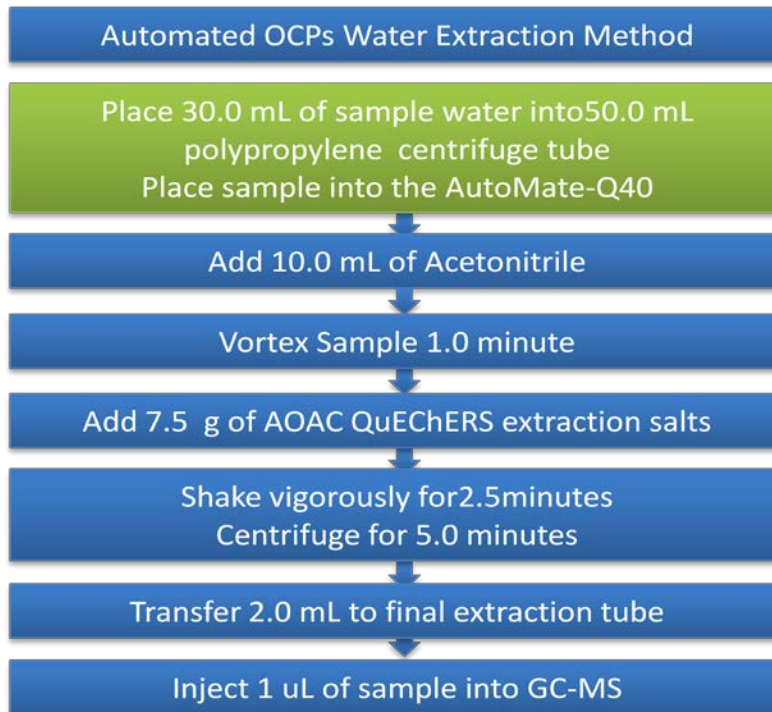 Automated OCPs Water Extraction Method
Place 30.0 mL of sample water into50.0 mL
polypropylene centrifuge tube
Place sample into the AutoMate-Q40
Add 10.0 mL of Acetonitrile
Vortex Sample 1.0 minute
Add 7.5 g of AOAC QuEChERS extraction salts
Shake vigorously for2.5minutes
Centrifuge for 5.0 minutes
Transfer 2.0 mL to final extraction tube
Inject 1 uL of sample into GC-MS